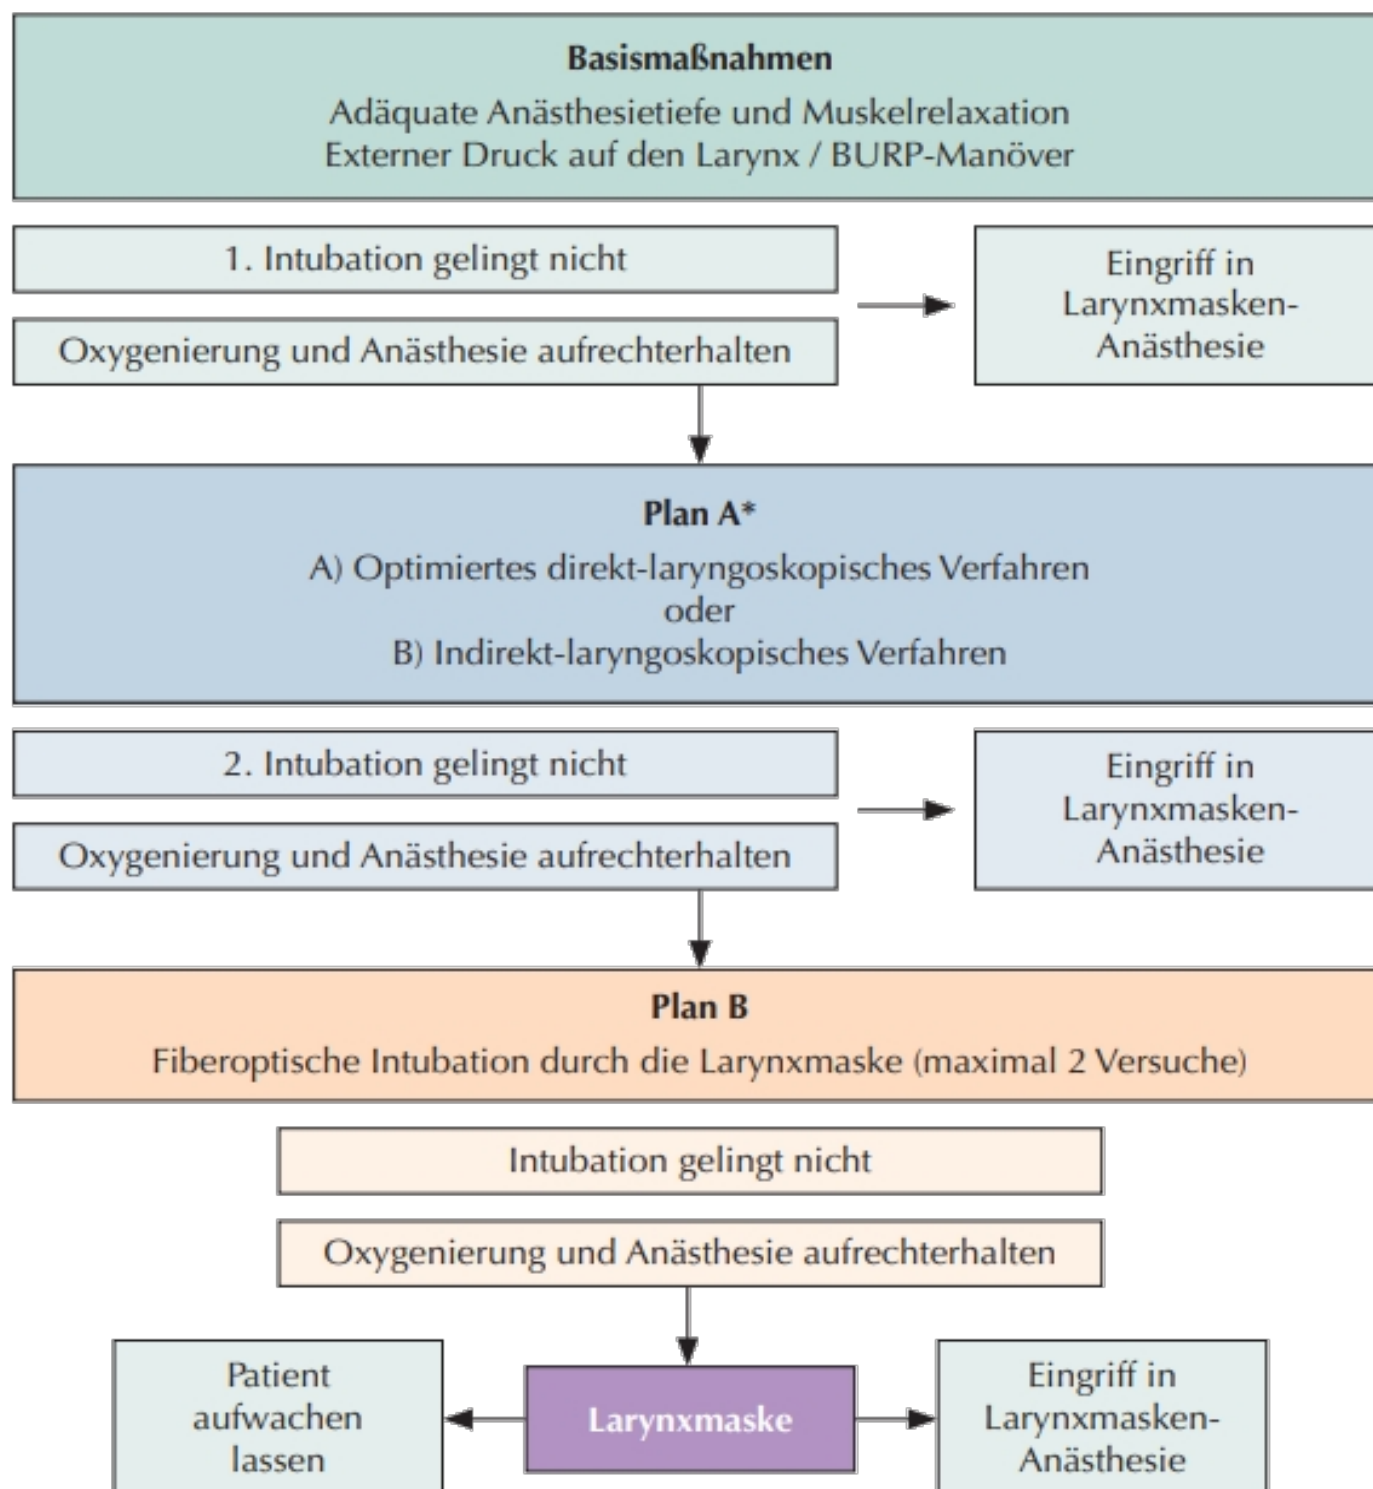 Basismaßnahmen
Adäquate Anästhesietiefe und Muskelrelaxation
Externer Druck auf den Larynx / BURP-Manöver
1. Intubation gelingt nicht
Oxygenierung und Anästhesie aufrechterhalten
Eingriff in
Larynxmasken-
Anästhesie
Plan A*
A) Optimiertes direkt-laryngoskopisches Verfahren
oder
B) Indirekt-laryngoskopisches Verfahren
2. Intubation gelingt nicht
Oxygenierung und Anästhesie aufrechterhalten
Eingriff in
Larynxmasken-
Anästhesie
Plan B
Fiberoptische Intubation durch die Larynxmaske (maximal 2 Versuche)
Intubation gelingt nicht
Oxygenierung und Anästhesie aufrechterhalten
Patient
aufwachen
lassen
Larynxmaske
Eingriff in
Larynxmasken-
Anästhesie